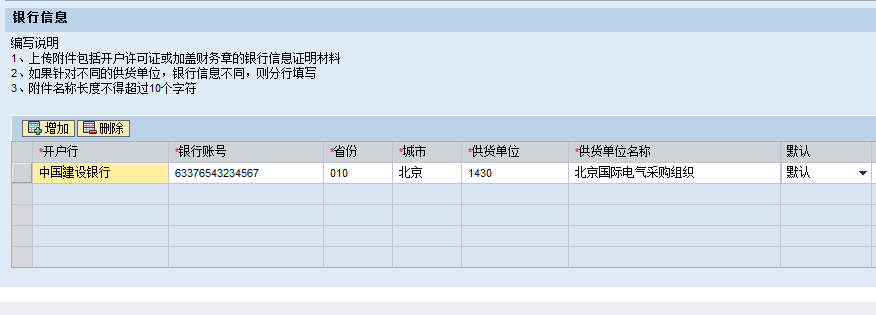 银行信息
编写说明
1、上传附件包括开户许可证或加盖财务章的银行信息证明材料
2、如果针对不同的供货单位，银行信息不同，则分行填写
3、附件名称长度不得超过10个字符
增加 删除
*开户行 *银行账号 *省份 *城市 *供货单位 *供货单位名称 默认
中国建设银行 63376543234567 010 北京 1430 北京国际电气采购组织 默认